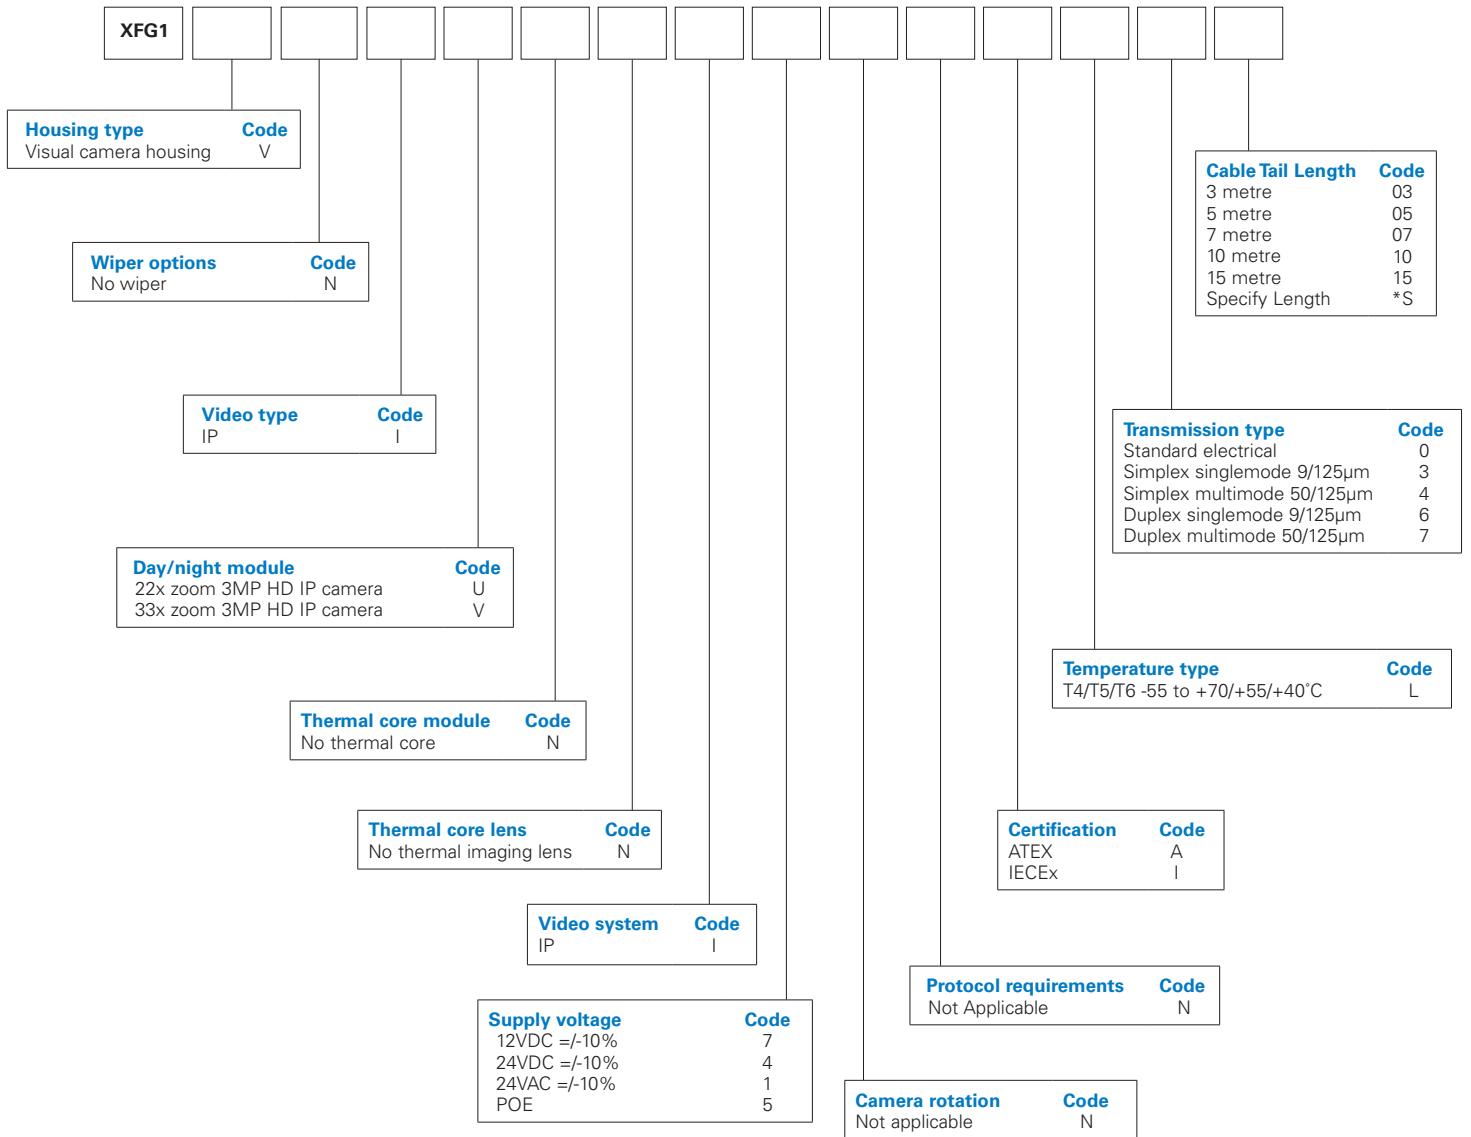 XFG1
Housing type Code
Visual camera housing V
Wiper options Code
No wiper N
Video type Code
IP I
Day/night module Code
22x zoom 3MP HD IP camera U
33x zoom 3MP HD IP camera V
Thermal core module Code
No thermal core N
Thermal core lens Code
No thermal imaging lens N
Video system Code
IP I
Supply voltage Code
12VDC =/-10% 7
24VDC =/-10% 4
24VAC =/-10% 1
POE 5
Camera rotation Code
Not applicable N
Protocol requirements Code
Not Applicable N
Certification Code
ATEX A
IECEx I
Temperature type Code
T4/T5/T6 -55 to +70/+55/+40˚C L
Transmission type Code
Standard electrical 0
Simplex singlemode 9/125µm 3
Simplex multimode 50/125µm 4
Duplex singlemode 9/125µm 6
Duplex multimode 50/125µm 7
Cable Tail Length Code
3 metre 03
5 metre 05
7 metre 07
10 metre 10
15 metre 15
Specify Length *S